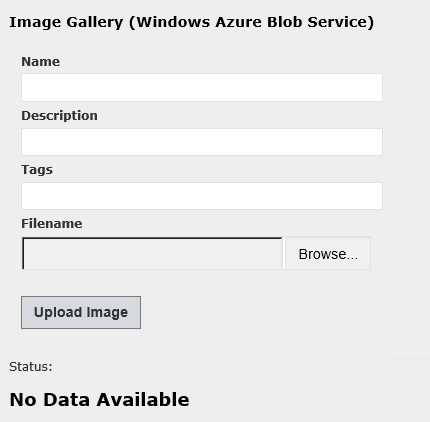 Image Gallery (Windows Azure Blob Service)
Name
Description
Tags
Filename
Browse...
Upload Image
Status:
No Data Available